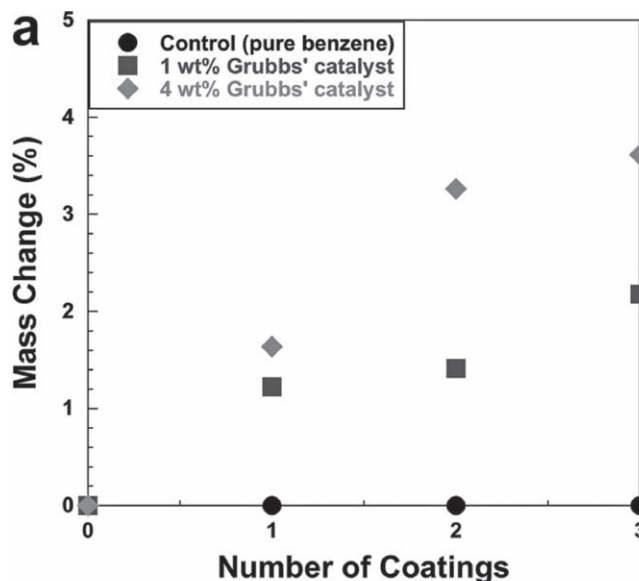 a
Control (pure benzene)
1 wt% Grubbs' catalyst
4 wt% Grubbs' catalyst
5
4
3
2
1
0
Mass Change (%)
0 1 2 3
Number of Coatings